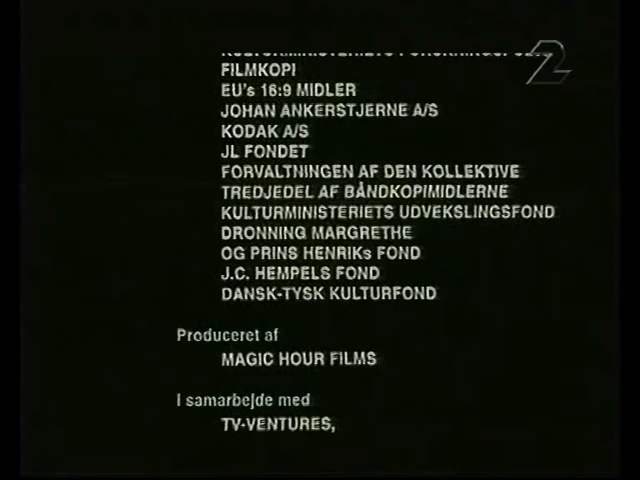 FILMKOPI
EU's 16:9 MIDLER
JOHAN ANKERSTJERNE A/S
KODAK A/S
JL FONDET
FORVALTNINGEN AF DEN KOLLEKTIVE
TREDJEDEL AF BÅNDKOPIMIDLERNE
KULTURMINISTERIETS UDVEKSLINGSFOND
DRONNING MARGRETHE
OG PRINS HENRIKs FOND
J.C. HEMPELS FOND
DANSK-TYSK KULTURFOND
Produceret af
MAGIC HOUR FILMS
I samarbejde med
TV-VENTURES,
2